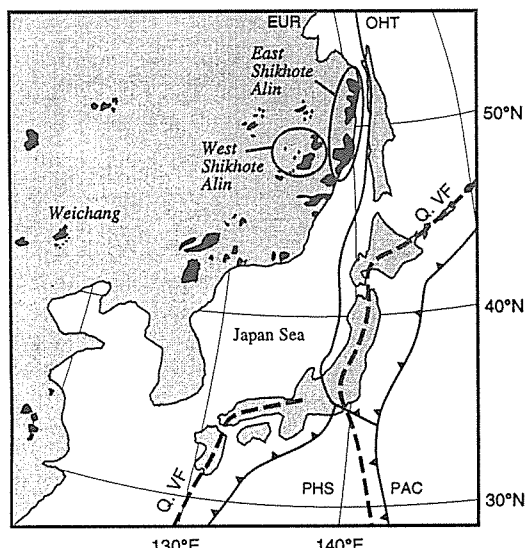 EUR OHT
East
Shikhote
Alin
50°N
West
Shikhote
Alin
Weichang
Q. VF
40°N
Japan Sea
Q. VF
PHS PAC
30°N
130°E 140°E